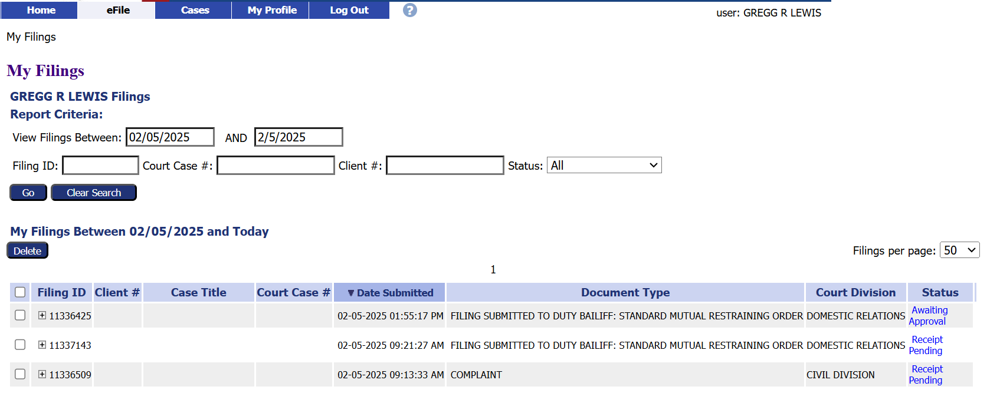 Home eFile Cases My Profile Log Out ? user: GREGG R LEWIS
My Filings
My Filings
GREGG R LEWIS Filings
Report Criteria:
View Filings Between: 02/05/2025 AND 2/5/2025
Filing ID: Court Case #: Client #: Status: All
Go Clear Search
My Filings Between 02/05/2025 and Today
Delete Filings per page: 50
1
Filing ID Client # Case Title Court Case # ▼ Date Submitted Document Type Court Division Status
11336425 02-05-2025 01:55:17 PM FILING SUBMITTED TO DUTY BAILIFF: STANDARD MUTUAL RESTRAINING ORDER DOMESTIC RELATIONS Awaiting
Approval
11337143 02-05-2025 09:21:27 AM FILING SUBMITTED TO DUTY BAILIFF: STANDARD MUTUAL RESTRAINING ORDER DOMESTIC RELATIONS Receipt
Pending
11336509 02-05-2025 09:13:33 AM COMPLAINT CIVIL DIVISION Receipt
Pending